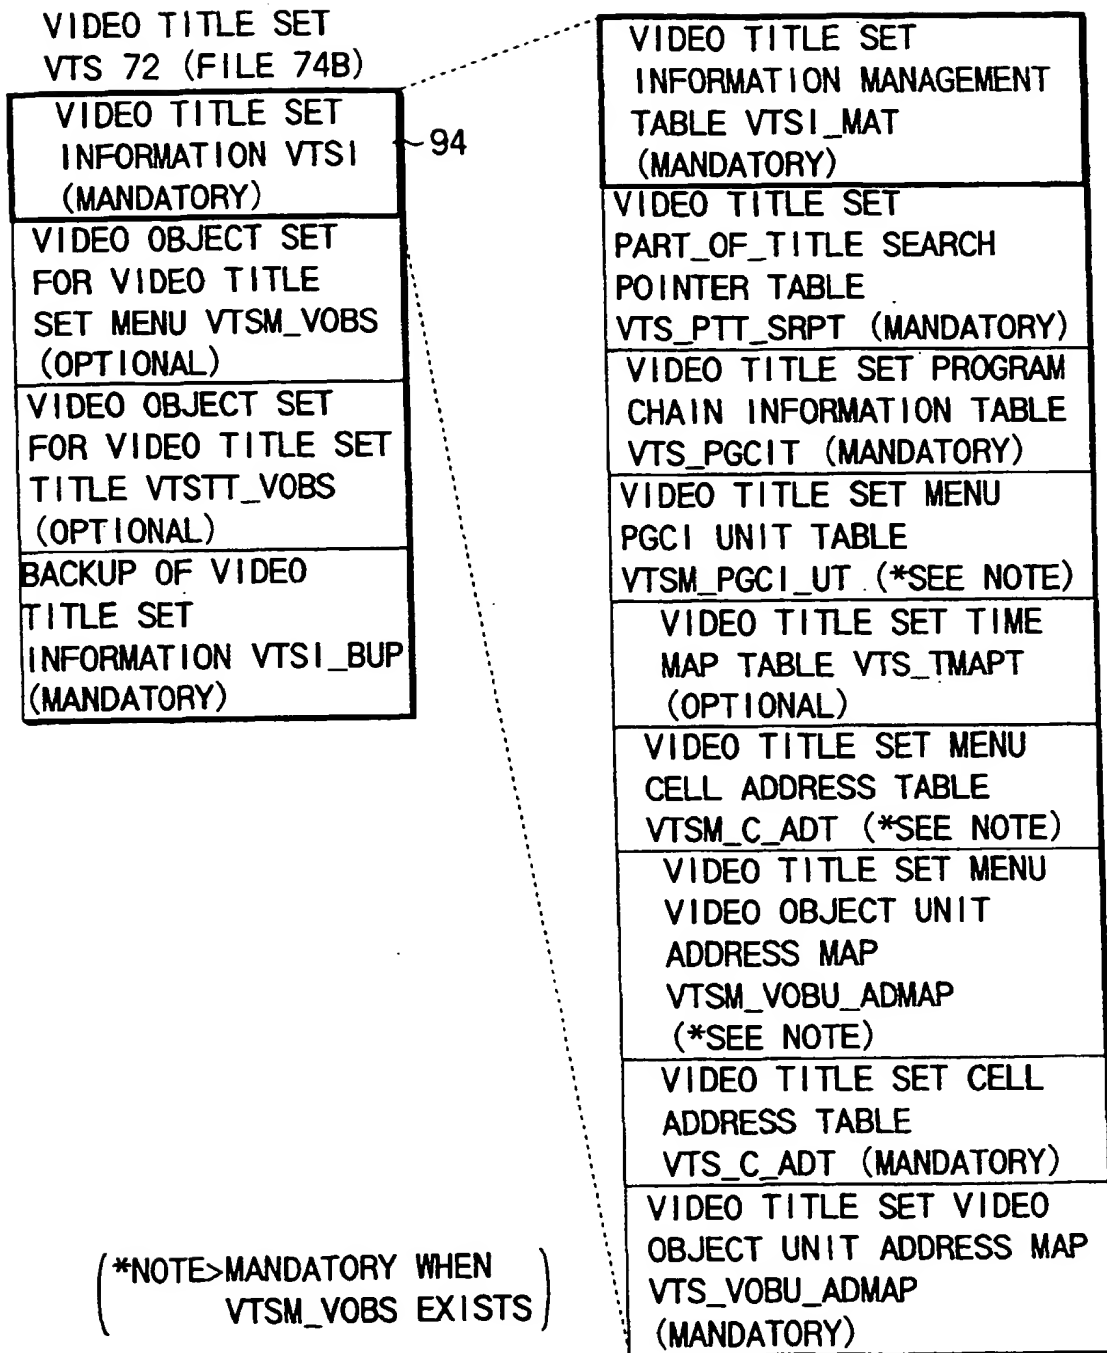 VIDEO TITLE SET
VTS 72 (FILE 74B)
VIDEO TITLE SET
INFORMATION VTSI
(MANDATORY)
94
VIDEO OBJECT SET
FOR VIDEO TITLE
SET MENU VTSM_VOBS
(OPTIONAL)
VIDEO OBJECT SET
FOR VIDEO TITLE SET
TITLE VTSTT_VOBS
(OPTIONAL)
BACKUP OF VIDEO
TITLE SET
INFORMATION VTSI_BUP
(MANDATORY)
VIDEO TITLE SET
INFORMATION MANAGEMENT
TABLE VTSI_MAT
(MANDATORY)
VIDEO TITLE SET
PART_OF_TITLE SEARCH
POINTER TABLE
VTS_PTT_SRPT (MANDATORY)
VIDEO TITLE SET PROGRAM
CHAIN INFORMATION TABLE
VTS_PGCIT (MANDATORY)
VIDEO TITLE SET MENU
PGCI UNIT TABLE
VTSM_PGCI_UT (*SEE NOTE)
VIDEO TITLE SET TIME
MAP TABLE VTS_TMAPT
(OPTIONAL)
VIDEO TITLE SET MENU
CELL ADDRESS TABLE
VTSM_C_ADT (*SEE NOTE)
VIDEO TITLE SET MENU
VIDEO OBJECT UNIT
ADDRESS MAP
VTSM_VOBU_ADMAP
(*SEE NOTE)
VIDEO TITLE SET CELL
ADDRESS TABLE
VTS_C_ADT (MANDATORY)
VIDEO TITLE SET VIDEO
OBJECT UNIT ADDRESS MAP
VTS_VOBU_ADMAP
(MANDATORY)
(*NOTE>MANDATORY WHEN
VTSM_VOBS EXISTS)